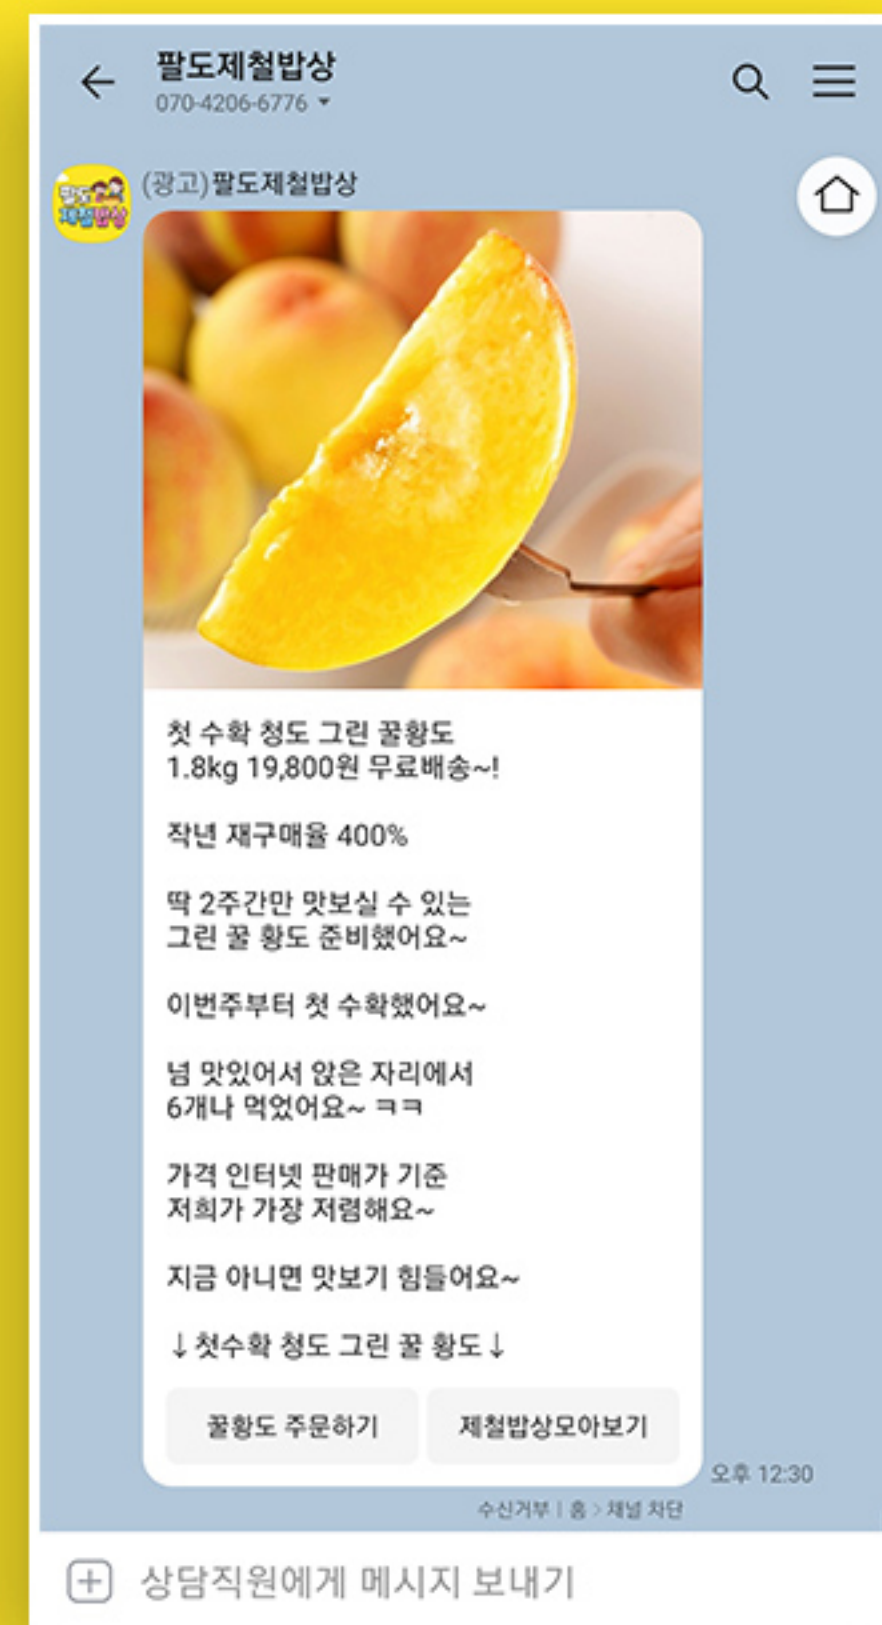 팔도제철밥상
070-4206-6776
팔도
제철밥상
(광고)팔도제철밥상
첫 수확 청도 그린 꿀황도
1.8kg 19,800원 무료배송~!
작년 재구매율 400%
딱 2주간만 맛보실 수 있는
그린 꿀 황도 준비했어요~
이번주부터 첫 수확했어요~
넘 맛있어서 앉은 자리에서
6개나 먹었어요~ ㅋㅋ
가격 인터넷 판매가 기준
저희가 가장 저렴해요~
지금 아니면 맛보기 힘들어요~
↓첫수확 청도 그린 꿀 황도↓
꿀황도 주문하기
제철밥상모아보기
오후 12:30
수신거부 | 홈 > 채널 차단
상담직원에게 메시지 보내기